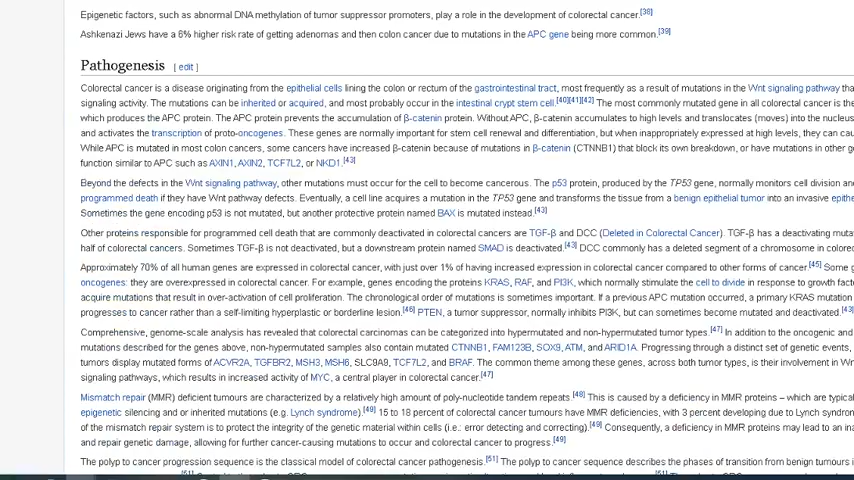 Epigenetic factors, such as abnormal DNA methylation of tumor suppressor promoters, play a role in the development of colorectal cancer.[38]
Ashkenazi Jews have a 6% higher risk rate of getting adenomas and then colon cancer due to mutations in the APC gene being more common.[39]
Pathogenesis [ edit ]
Colorectal cancer is a disease originating from the epithelial cells lining the colon or rectum of the gastrointestinal tract, most frequently as a result of mutations in the Wnt signaling pathway tha
signaling activity. The mutations can be inherited or acquired, and most probably occur in the intestinal crypt stem cell.[40][41][42] The most commonly mutated gene in all colorectal cancer is the
which produces the APC protein. The APC protein prevents the accumulation of β-catenin protein. Without APC, β-catenin accumulates to high levels and translocates (moves) into the nucleus
and activates the transcription of proto-oncogenes. These genes are normally important for stem cell renewal and differentiation, but when inappropriately expressed at high levels, they can cau
While APC is mutated in most colon cancers, some cancers have increased β-catenin because of mutations in β-catenin (CTNNB1) that block its own breakdown, or have mutations in other g
function similar to APC such as AXIN1, AXIN2, TCF7L2, or NKD1.[43]
Beyond the defects in the Wnt signaling pathway, other mutations must occur for the cell to become cancerous. The p53 protein, produced by the TP53 gene, normally monitors cell division and
programmed death if they have Wnt pathway defects. Eventually, a cell line acquires a mutation in the TP53 gene and transforms the tissue from a benign epithelial tumor into an invasive epithe
Sometimes the gene encoding p53 is not mutated, but another protective protein named BAX is mutated instead.[43]
Other proteins responsible for programmed cell death that are commonly deactivated in colorectal cancers are TGF-β and DCC (Deleted in Colorectal Cancer). TGF-β has a deactivating muta
half of colorectal cancers. Sometimes TGF-β is not deactivated, but a downstream protein named SMAD is deactivated.[43] DCC commonly has a deleted segment of a chromosome in colorec
Approximately 70% of all human genes are expressed in colorectal cancer, with just over 1% of having increased expression in colorectal cancer compared to other forms of cancer.[45] Some g
oncogenes: they are overexpressed in colorectal cancer. For example, genes encoding the proteins KRAS, RAF, and PI3K, which normally stimulate the cell to divide in response to growth facto
acquire mutations that result in over-activation of cell proliferation. The chronological order of mutations is sometimes important. If a previous APC mutation occurred, a primary KRAS mutation
progresses to cancer rather than a self-limiting hyperplastic or borderline lesion.[46] PTEN, a tumor suppressor, normally inhibits PI3K, but can sometimes become mutated and deactivated.[43]
Comprehensive, genome-scale analysis has revealed that colorectal carcinomas can be categorized into hypermutated and non-hypermutated tumor types.[47] In addition to the oncogenic and
mutations described for the genes above, non-hypermutated samples also contain mutated CTNNB1, FAM123B, SOX9, ATM, and ARID1A. Progressing through a distinct set of genetic events,
tumors display mutated forms of ACVR2A, TGFBR2, MSH3, MSH6, SLC9A9, TCF7L2, and BRAF. The common theme among these genes, across both tumor types, is their involvement in Wn
signaling pathways, which results in increased activity of MYC, a central player in colorectal cancer.[47]
Mismatch repair (MMR) deficient tumours are characterized by a relatively high amount of poly-nucleotide tandem repeats.[48] This is caused by a deficiency in MMR proteins – which are typical
epigenetic silencing and or inherited mutations (e.g. Lynch syndrome).[49] 15 to 18 percent of colorectal cancer tumours have MMR deficiencies, with 3 percent developing due to Lynch syndrom
of the mismatch repair system is to protect the integrity of the genetic material within cells (i.e.: error detecting and correcting).[49] Consequently, a deficiency in MMR proteins may lead to an ina
and repair genetic damage, allowing for further cancer-causing mutations to occur and colorectal cancer to progress.[49]
The polyp to cancer progression sequence is the classical model of colorectal cancer pathogenesis.[51] The polyp to cancer sequence describes the phases of transition from benign tumours i